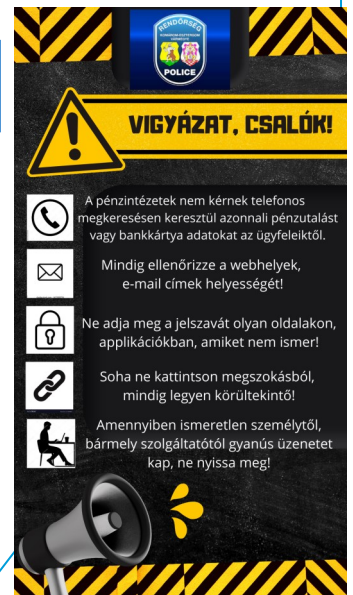 RENDŐRSÉG
POLICE
VIGYÁZAT, CSALÓK!
A pénzintézetek nem kérnek telefonos
megkeresésen keresztül azonnali pénzutalást
vagy bankkártya adatokat az ügyfeleiktől.
Mindig ellenőrizze a webhelyek,
e-mail címek helyességét!
Ne adja meg a jelszavát olyan oldalakon,
applikációkban, amiket nem ismer!
Soha ne kattintson megszokásból,
mindig legyen körültekintő!
Amennyiben ismeretlen személytől,
bármely szolgáltatótól gyanús üzenetet
kap, ne nyissa meg!